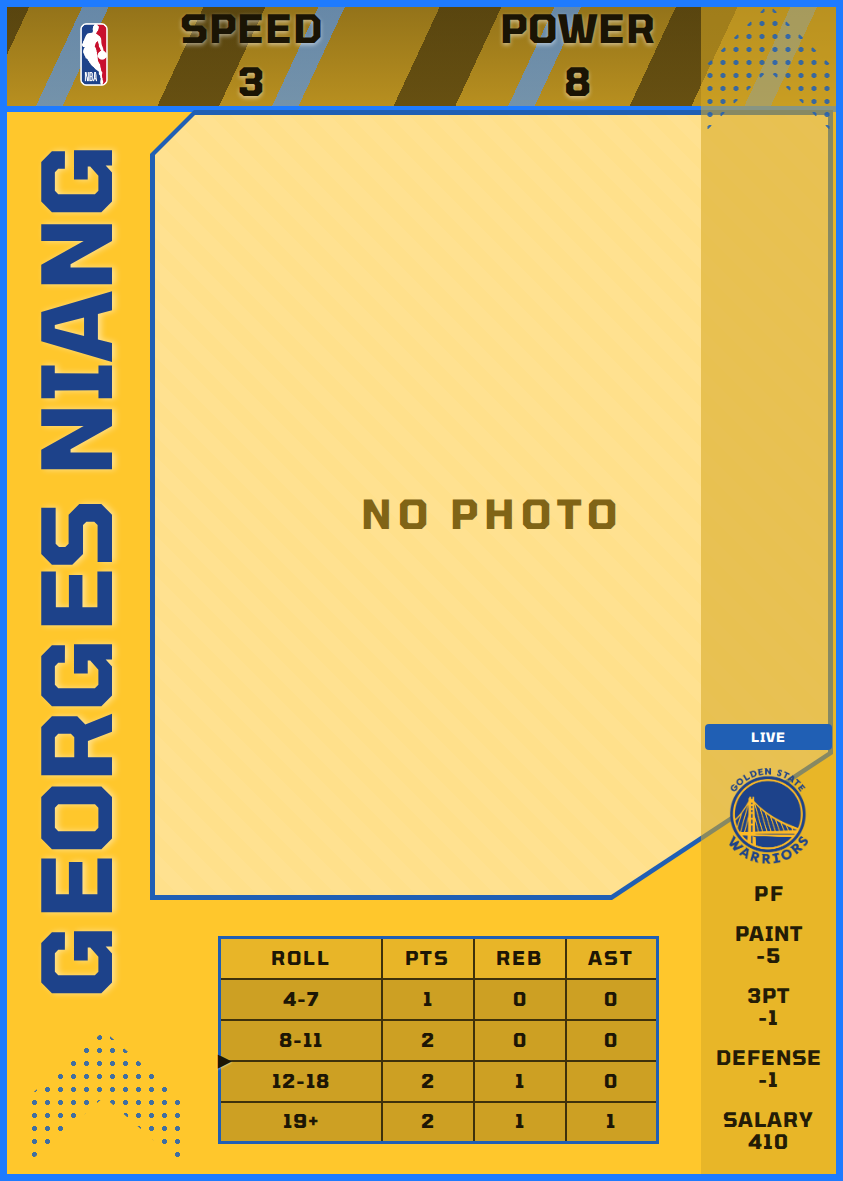 SPEED
3
POWER
8
NBA
GEORGES NIANG
NO PHOTO
LIVE
GOLDEN STATE
WARRIORS
PF
PAINT
-5
3PT
-1
DEFENSE
-1
SALARY
410
ROLL PTS REB AST
4-7 1 0 0
8-11 2 0 0
12-18 2 1 0
19+ 2 1 1